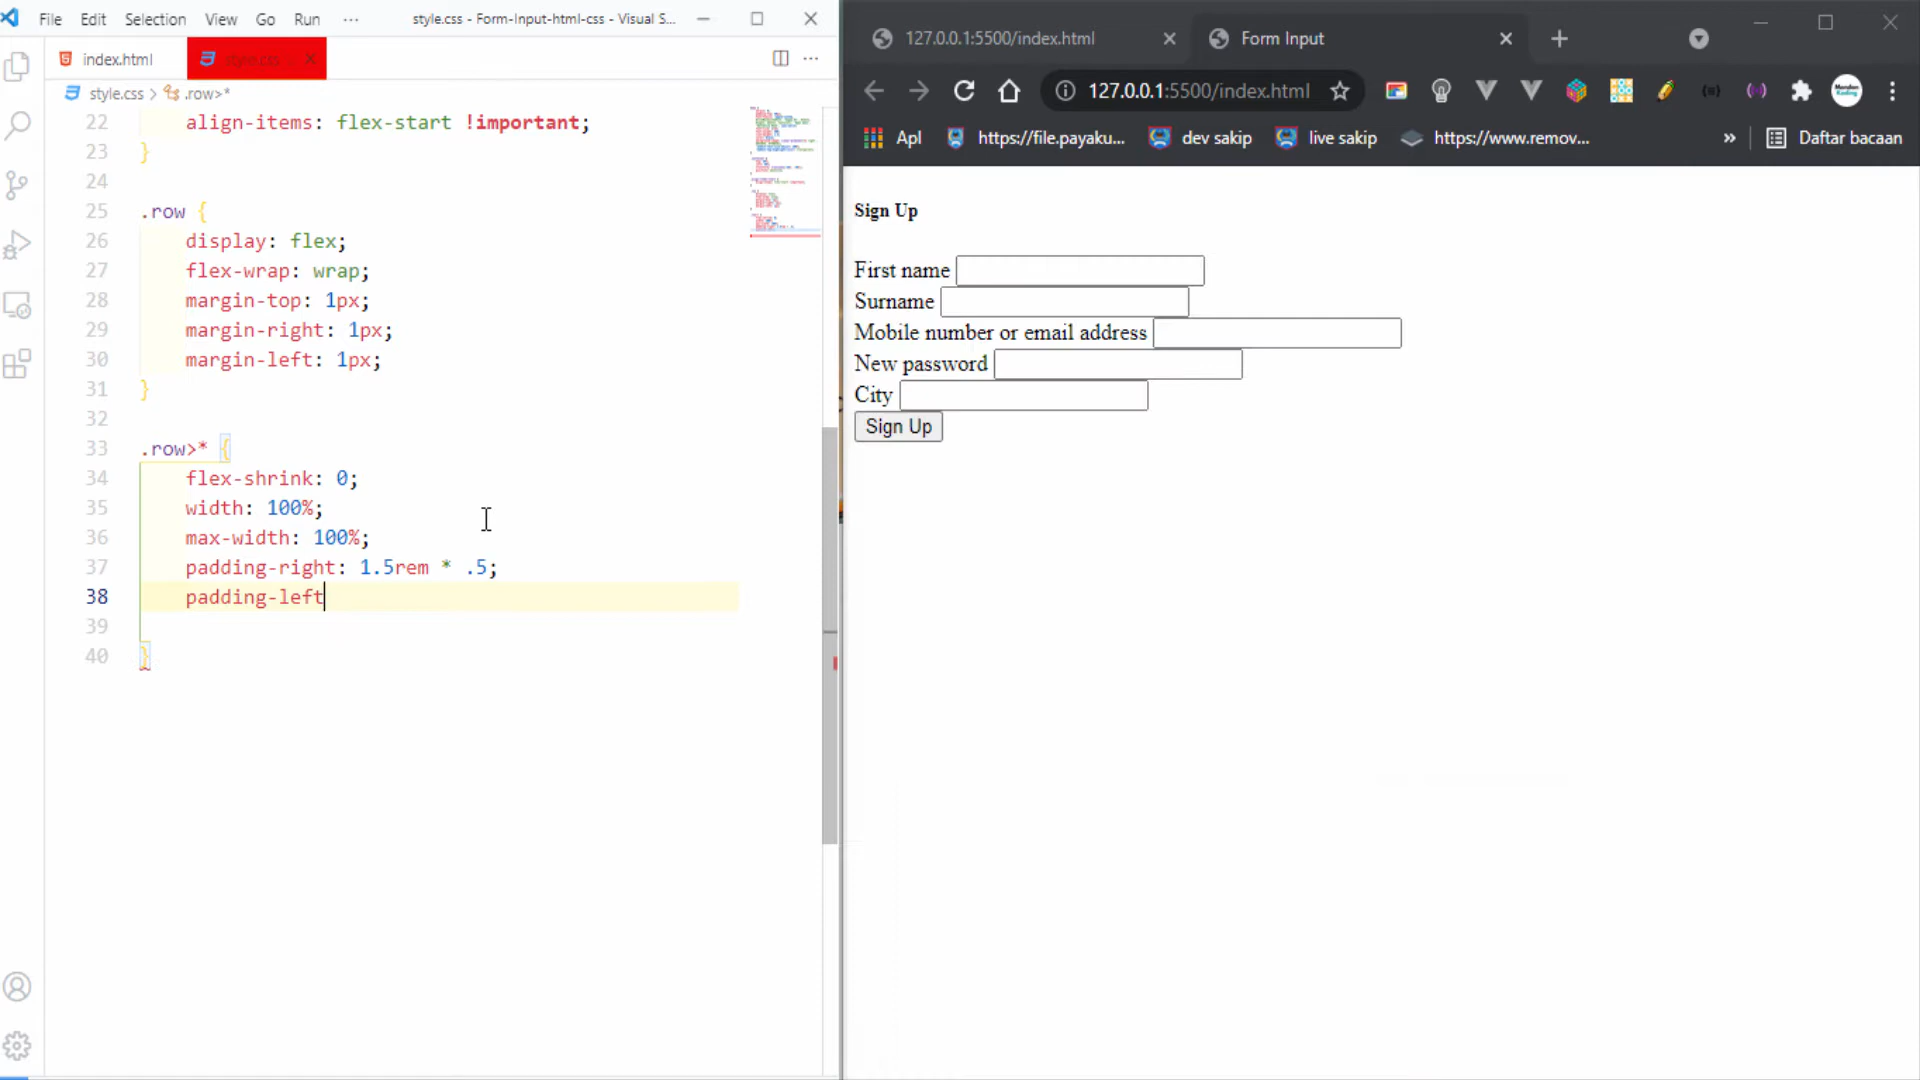 File Edit Selection View Go Run ··· style.css - Form-Input-html-css - Visual S...
index.html style.css
style.css > .row>*
22 align-items: flex-start !important;
23 }
24
25 .row {
26 display: flex;
27 flex-wrap: wrap;
28 margin-top: 1px;
29 margin-right: 1px;
30 margin-left: 1px;
31 }
32
33 .row>* {
34 flex-shrink: 0;
35 width: 100%;
36 max-width: 100%;
37 padding-right: 1.5rem * .5;
38 padding-left
39
40 }
127.0.0.1:5500/index.html Form Input
127.0.0.1:5500/index.html
Apl https://file.payaku... dev sakip live sakip https://www.remov... » Daftar bacaan
Sign Up
First name
Surname
Mobile number or email address
New password
City
Sign Up